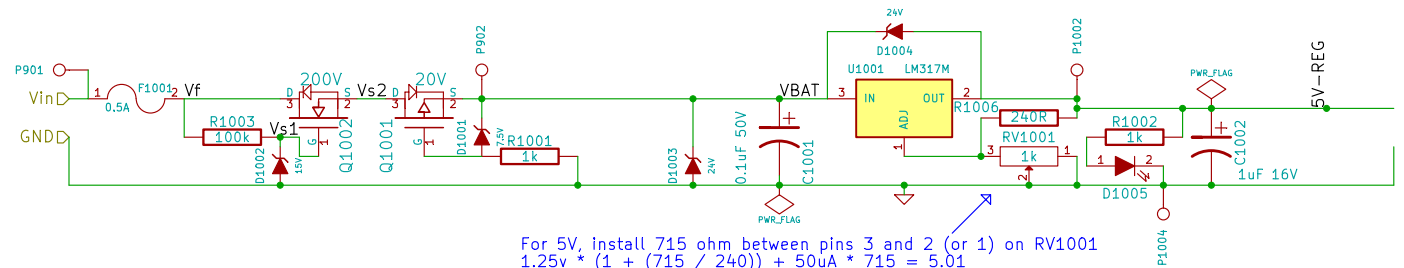 P901
Vin
GND
1
F1001
2
0.5A
Vf
R1003
100k
Vs1
D1002
15V
200V
D
S
3
2
G
1
Q1002
Vs2
20V
D
S
3
2
G
1
Q1001
P902
D1001
7.5V
R1001
1k
D1003
24V
0.1uF 50V
C1001
VBAT
PWR_FLAG
24V
D1004
U1001
LM317M
3
IN
OUT
2
ADJ
1
P1002
R1006
240R
RV1001
3
1k
1
2
R1002
1k
1
2
D1005
P1004
PWR_FLAG
C1002
1uF 16V
5V-REG
For 5V, install 715 ohm between pins 3 and 2 (or 1) on RV1001
1.25v * (1 + (715 / 240)) + 50uA * 715 = 5.01